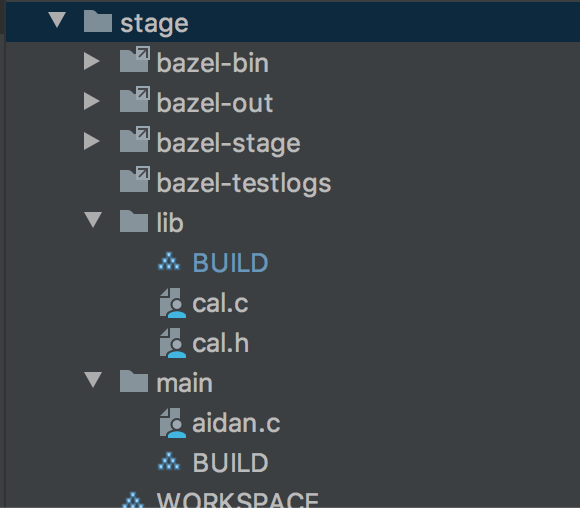 stage
bazel-bin
bazel-out
bazel-stage
bazel-testlogs
lib
BUILD
cal.c
cal.h
main
aidan.c
BUILD
WORKSPACE